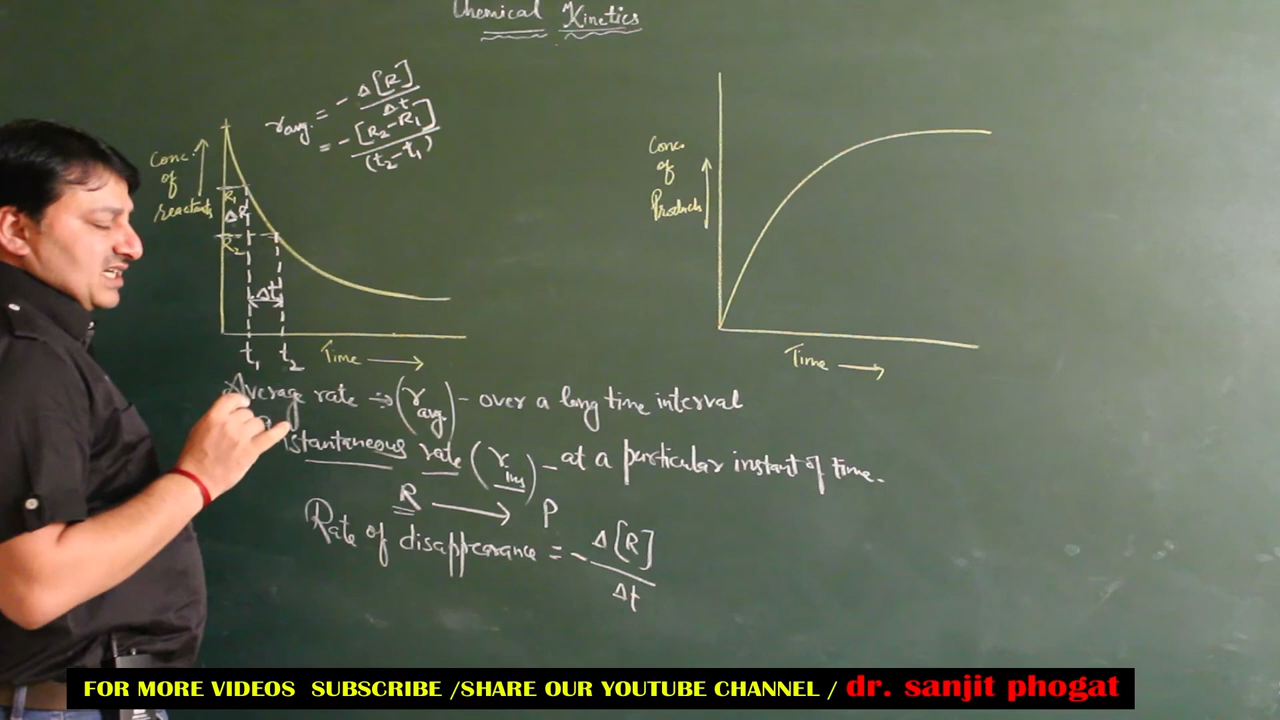 Chemical Kinetics
r avg. = - Δ[R] / Δt
= - [R2 - R1] / (t2 - t1)
Conc. of reactants
R1
ΔR
R2
Δt
t1 t2
Time →
Conc. of Products
Time →
Average rate ÷ (r avg.) - over a long time interval
stantaneous rate (r ins) - at a particular instant of time.
R → P
Rate of disappearance = - Δ[R] / Δt
FOR MORE VIDEOS SUBSCRIBE /SHARE OUR YOUTUBE CHANNEL / dr. sanjit phogat